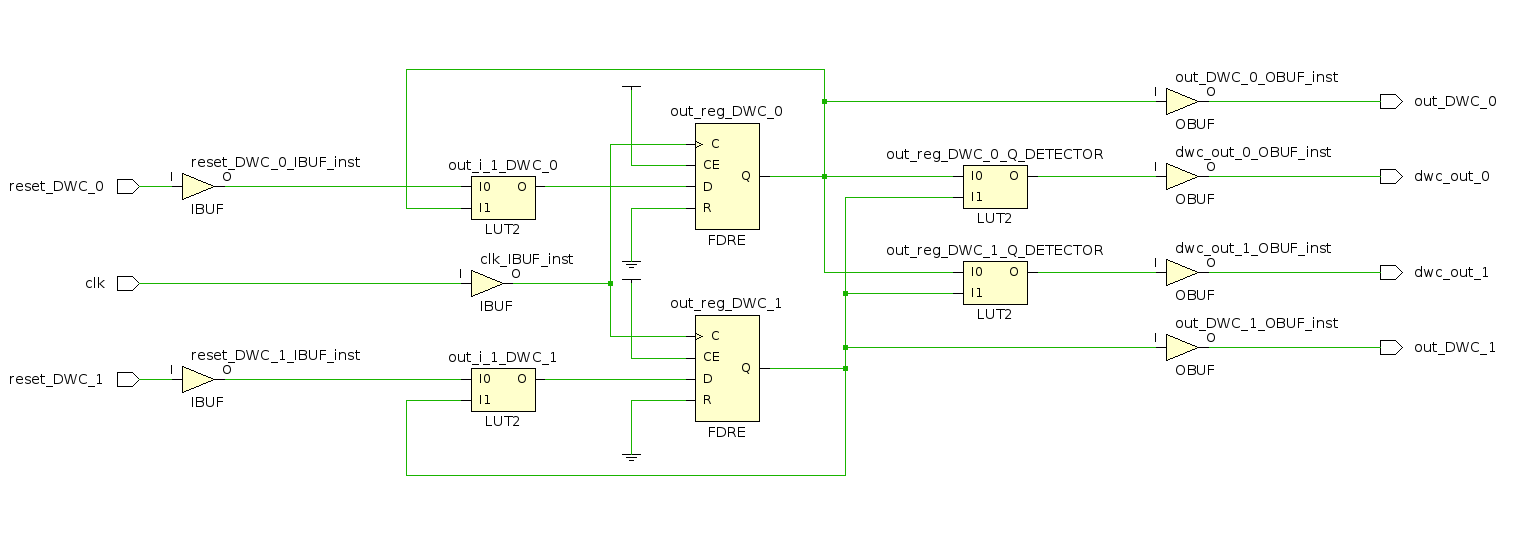 out_DWC_0_OBUF_inst
I
O
out_DWC_0
OBUF
out_reg_DWC_0
C
CE
D
R
Q
FDRE
reset_DWC_0
reset_DWC_0_IBUF_inst
I
O
IBUF
out_i_1_DWC_0
I0
O
I1
LUT2
out_reg_DWC_0_Q_DETECTOR
I0
O
I1
LUT2
dwc_out_0_OBUF_inst
I
O
dwc_out_0
OBUF
clk
clk_IBUF_inst
I
O
IBUF
out_reg_DWC_1_Q_DETECTOR
I0
O
I1
LUT2
dwc_out_1_OBUF_inst
I
O
dwc_out_1
OBUF
out_reg_DWC_1
C
CE
D
R
Q
FDRE
out_DWC_1_OBUF_inst
I
O
out_DWC_1
OBUF
reset_DWC_1
reset_DWC_1_IBUF_inst
I
O
IBUF
out_i_1_DWC_1
I0
O
I1
LUT2